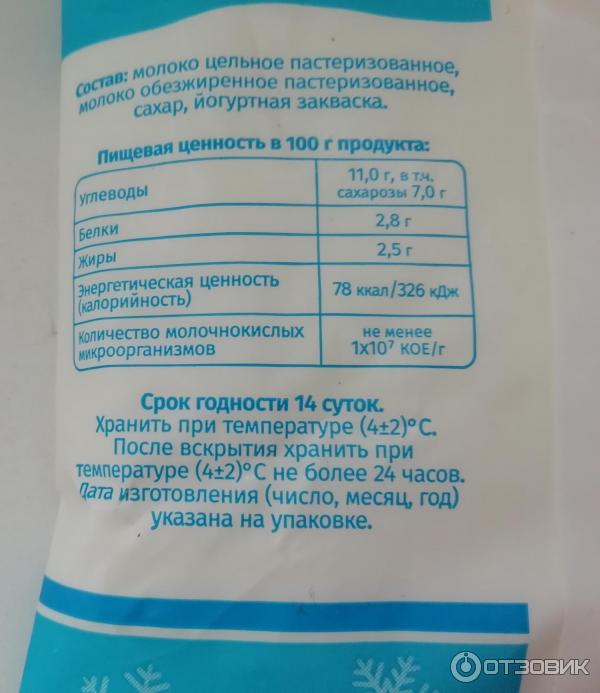 Состав: молоко цельное пастеризованное,
молоко обезжиренное пастеризованное,
сахар, йогуртная закваска.
Пищевая ценность в 100 г продукта:
Углеводы
11,0 г, в т.ч.
сахарозы 7,0 г
Белки
2,8 г
Жиры
2,5 г
Энергетическая ценность
(калорийность)
78 ккал/326 кДж
Количество молочнокислых
микроорганизмов
не менее
1х10⁷ КОЕ/г
Срок годности 14 суток.
Хранить при температуре (4±2)°С.
После вскрытия хранить при
температуре (4±2)°С не более 24 часов.
Дата изготовления (число, месяц, год)
указана на упаковке.
ОТЗОВИК